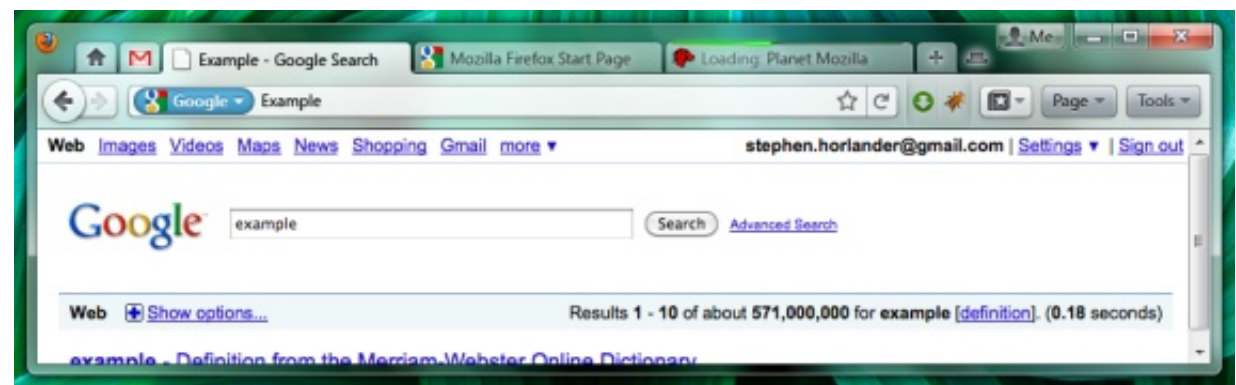 Me
Example - Google Search Mozilla Firefox Start Page Loading: Planet Mozilla
Google Example Page Tools
Web Images Videos Maps News Shopping Gmail more ▼ stephen.horlander@gmail.com | Settings ▼ | Sign out
Google example Search Advanced Search
Web Show options... Results 1 - 10 of about 571,000,000 for example [definition]. (0.18 seconds)
example - Definition from the Merriam-Webster Online Dictionary